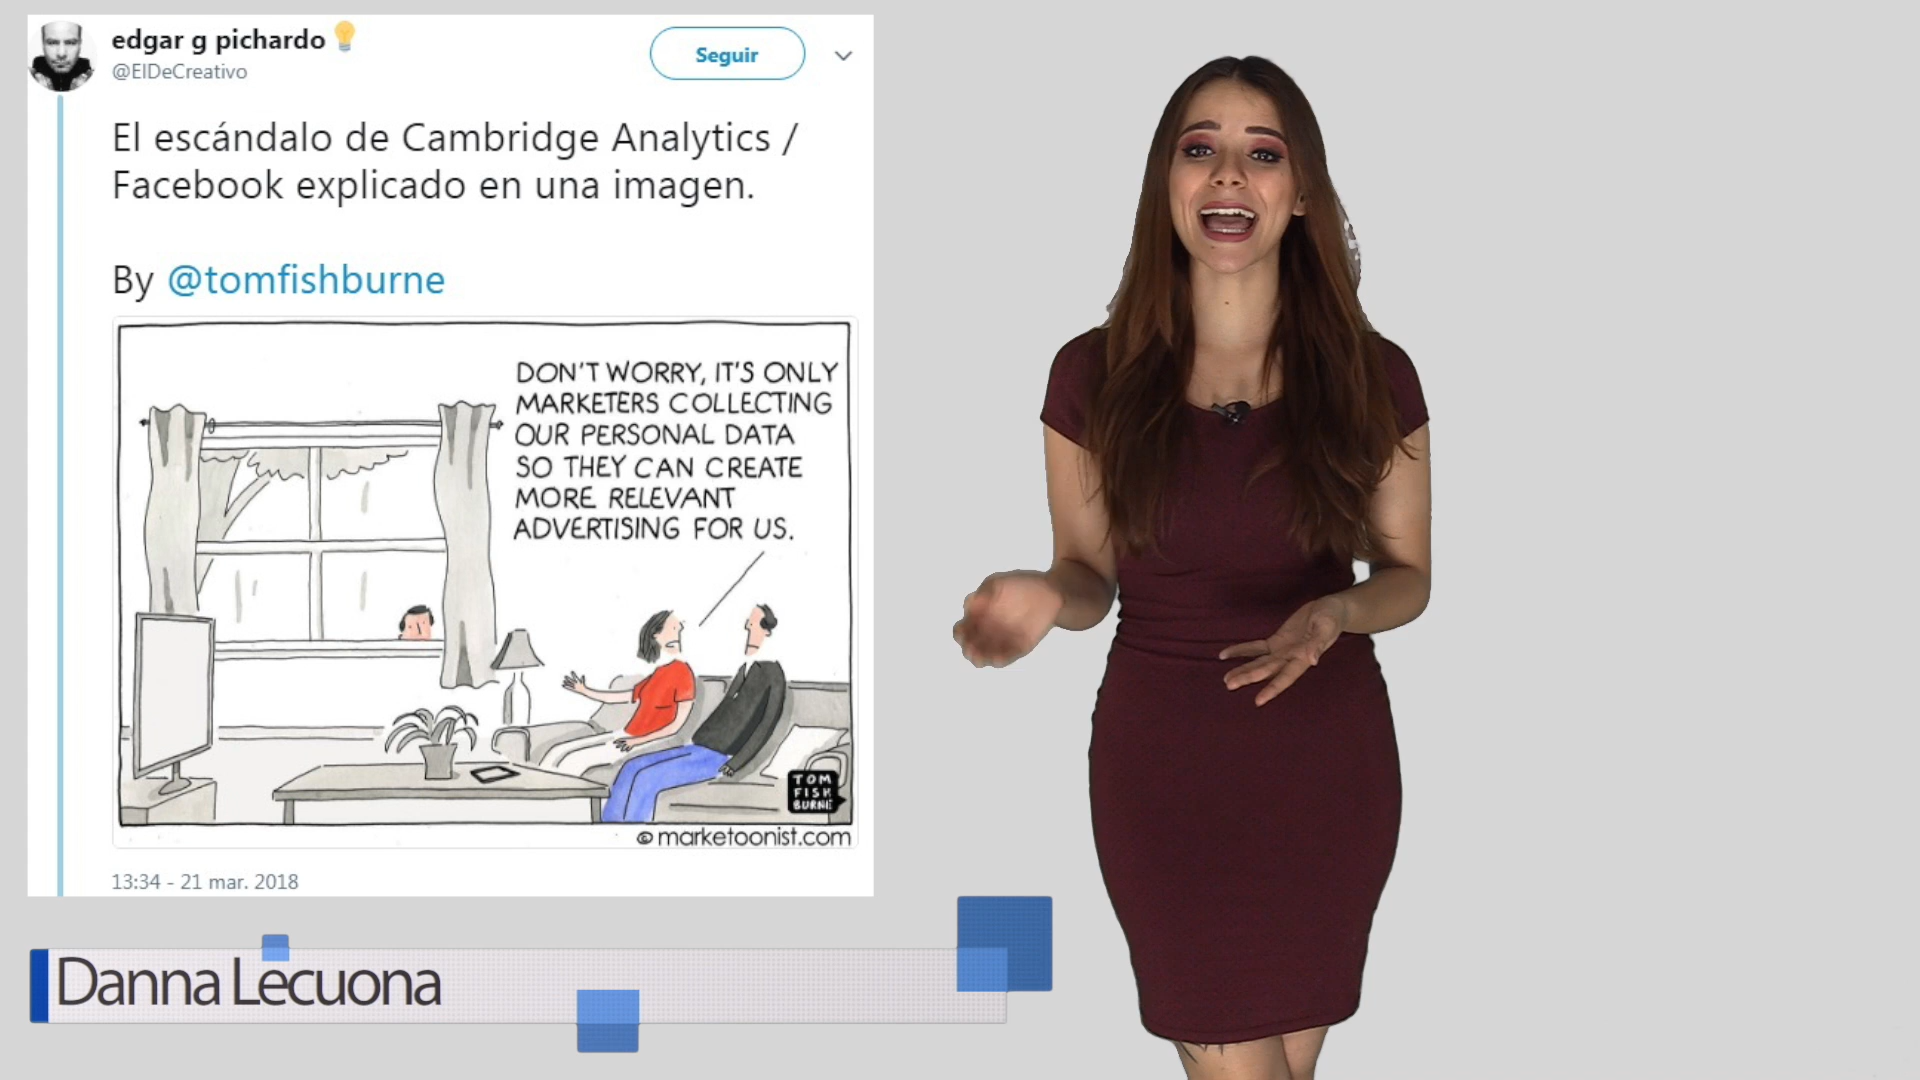 edgar g pichardo
@ElDeCreativo
Seguir
El escándalo de Cambridge Analytics /
Facebook explicado en una imagen.
By @tomfishburne
DON'T WORRY, IT'S ONLY
MARKETERS COLLECTING
OUR PERSONAL DATA
SO THEY CAN CREATE
MORE RELEVANT
ADVERTISING FOR US.
TOM
FISH
BURNE
© marketoonist.com
13:34 - 21 mar. 2018
Danna Lecuona